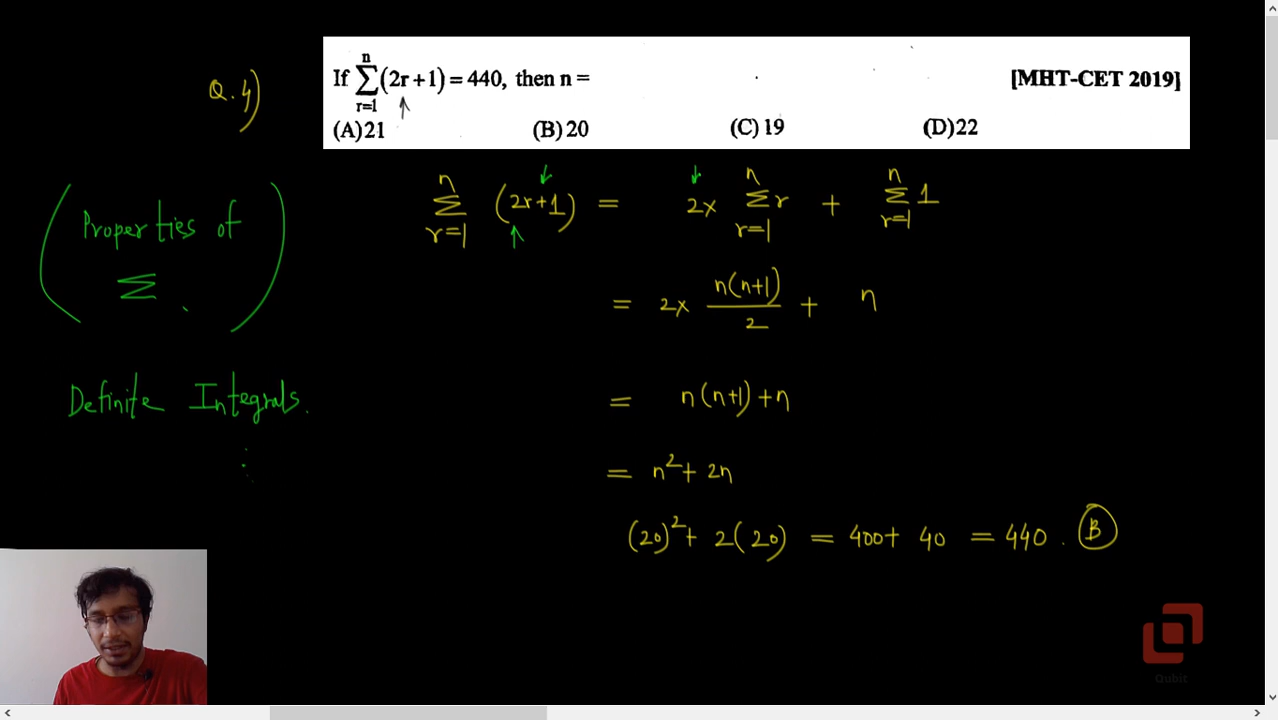 Q.4)
If n∑r=1 (2r+1) = 440, then n = [MHT-CET 2019]
(A) 21 (B) 20 (C) 19 (D) 22
n∑r=1 (2r+1) = 2× n∑r=1 r + n∑r=1 1
(Properties of
∑.)
= 2× n(n+1)/2 + n
Definite Integrals.
= n(n+1)+n
= n²+ 2n
(20)²+ 2(20) = 400+ 40 = 440. B
Qubit